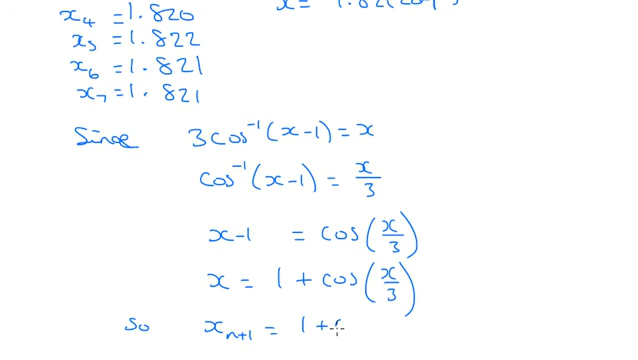 x₄ = 1.820
x₅ = 1.822
x₆ = 1.821
x₇ = 1.821
Since 3cos⁻¹(x-1) = x
cos⁻¹(x-1) = x/3
x-1 = cos(x/3)
x = 1 + cos(x/3)
So xₙ₊₁ = 1 +